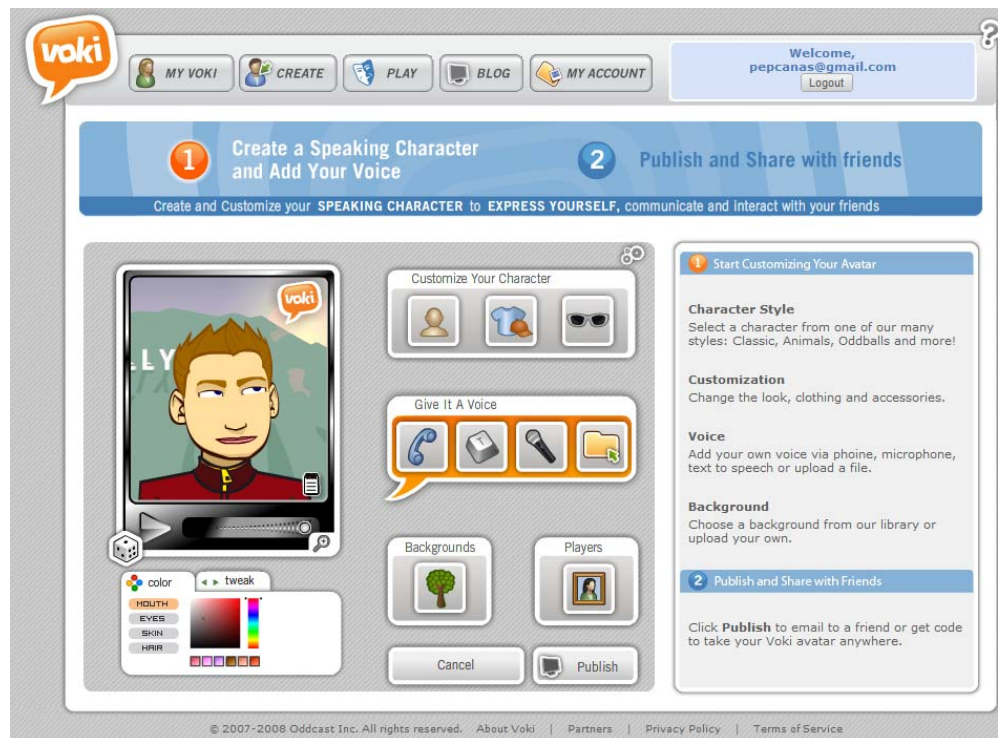 voki
MY VOKI
CREATE
PLAY
BLOG
MY ACCOUNT
Welcome,
pepcanas@gmail.com
Logout
?
1
Create a Speaking Character
and Add Your Voice
2
Publish and Share with friends
Create and Customize your SPEAKING CHARACTER to EXPRESS YOURSELF, communicate and interact with your friends
voki
LLY
color
tweak
MOUTH
EYES
SKIN
HAIR
Customize Your Character
Give It A Voice
T
Backgrounds
Players
Cancel
Publish
1 Start Customizing Your Avatar
Character Style
Select a character from one of our many
styles: Classic, Animals, Oddballs and more!
Customization
Change the look, clothing and accessories.
Voice
Add your own voice via phoine, microphone,
text to speech or upload a file.
Background
Choose a background from our library or
upload your own.
2 Publish and Share with Friends
Click Publish to email to a friend or get code
to take your Voki avatar anywhere.
© 2007-2008 Oddcast Inc. All rights reserved. About Voki | Partners | Privacy Policy | Terms of Service